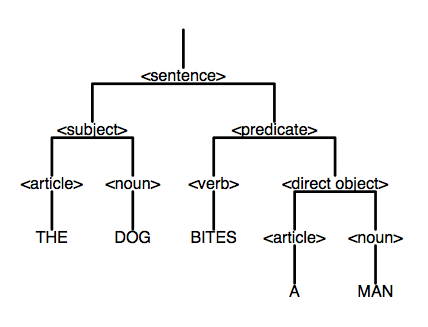 <sentence>
<subject> <predicate>
<article> <noun> <verb> <direct object>
THE DOG BITES <article> <noun>
A MAN